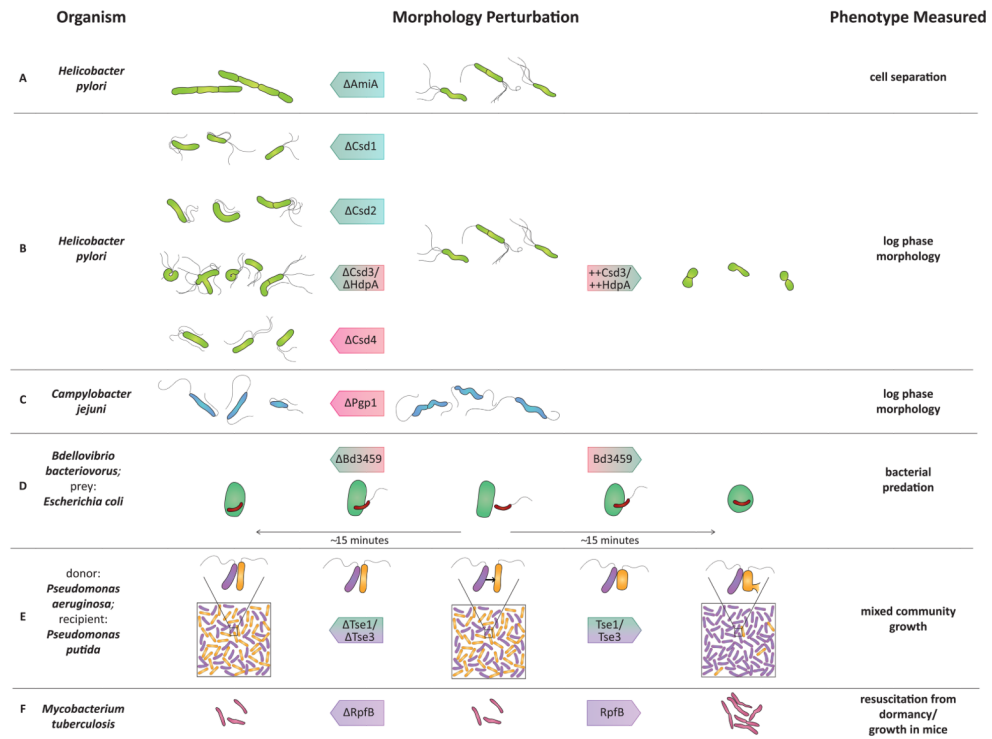 Organism
Morphology Perturbation
Phenotype Measured
A
Helicobacter
pylori
ΔAmiA
cell separation
B
Helicobacter
pylori
ΔCsd1
ΔCsd2
ΔCsd3/
ΔHdpA
++Csd3/
++HdpA
ΔCsd4
log phase
morphology
C
Campylobacter
jejuni
ΔPgp1
log phase
morphology
D
Bdellovibrio
bacteriovorus;
prey:
Escherichia coli
ΔBd3459
Bd3459
~15 minutes
~15 minutes
bacterial
predation
E
donor:
Pseudomonas
aeruginosa;
recipient:
Pseudomonas
putida
ΔTse1/
ΔTse3
Tse1/
Tse3
mixed community
growth
F
Mycobacterium
tuberculosis
ΔRpfB
RpfB
resuscitation from
dormancy/
growth in mice